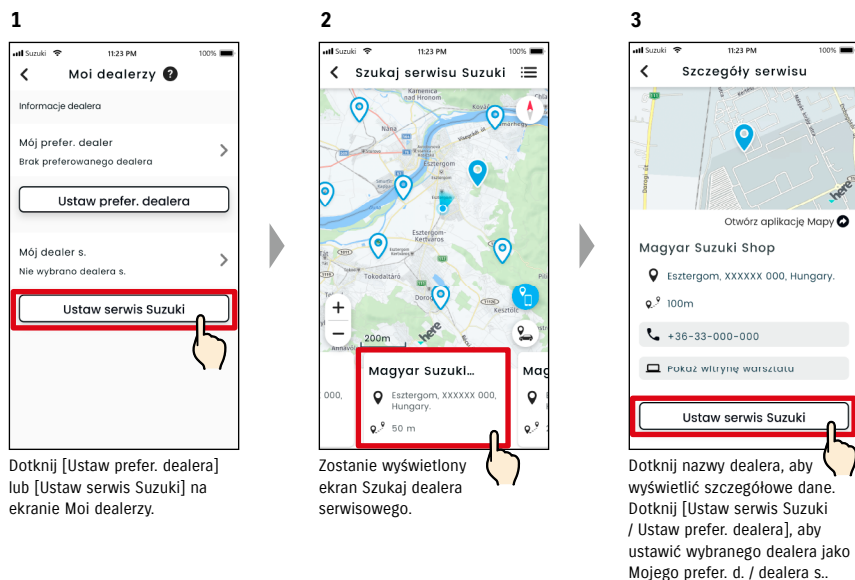 1
Suzuki 11:23 PM 100%
Moi dealerzy ?
Informacje dealera
Mój prefer. dealer
Brak preferowanego dealera
Ustaw prefer. dealera
Mój dealer s.
Nie wybrano dealera s.
Ustaw serwis Suzuki
Dotknij [Ustaw prefer. dealera]
lub [Ustaw serwis Suzuki] na
ekranie Moi dealerzy.
2
Suzuki 11:23 PM 100%
Szukaj serwisu Suzuki
Kamenica
nad Hronom
Nána
Esztergom
Esztergom-
Kertváros
Tokodaltáró
Kesztölc
+
−
200m
here
000,
Magyar Suzuki…
Esztergom, XXXXXX 000,
Hungary.
50 m
Mag
Zostanie wyświetlony
ekran Szukaj dealera
serwisowego.
3
Suzuki 11:23 PM 100%
Szczegóły serwisu
Dorogi út
here
Otwórz aplikację Mapy
Magyar Suzuki Shop
Esztergom, XXXXXX 000, Hungary.
100m
+36-33-000-000
Pokaż witrynę warsztatu
Ustaw serwis Suzuki
Dotknij nazwy dealera, aby
wyświetlić szczegółowe dane.
Dotknij [Ustaw serwis Suzuki
/ Ustaw prefer. dealera], aby
ustawić wybranego dealera jako
Mojego prefer. d. / dealera s..